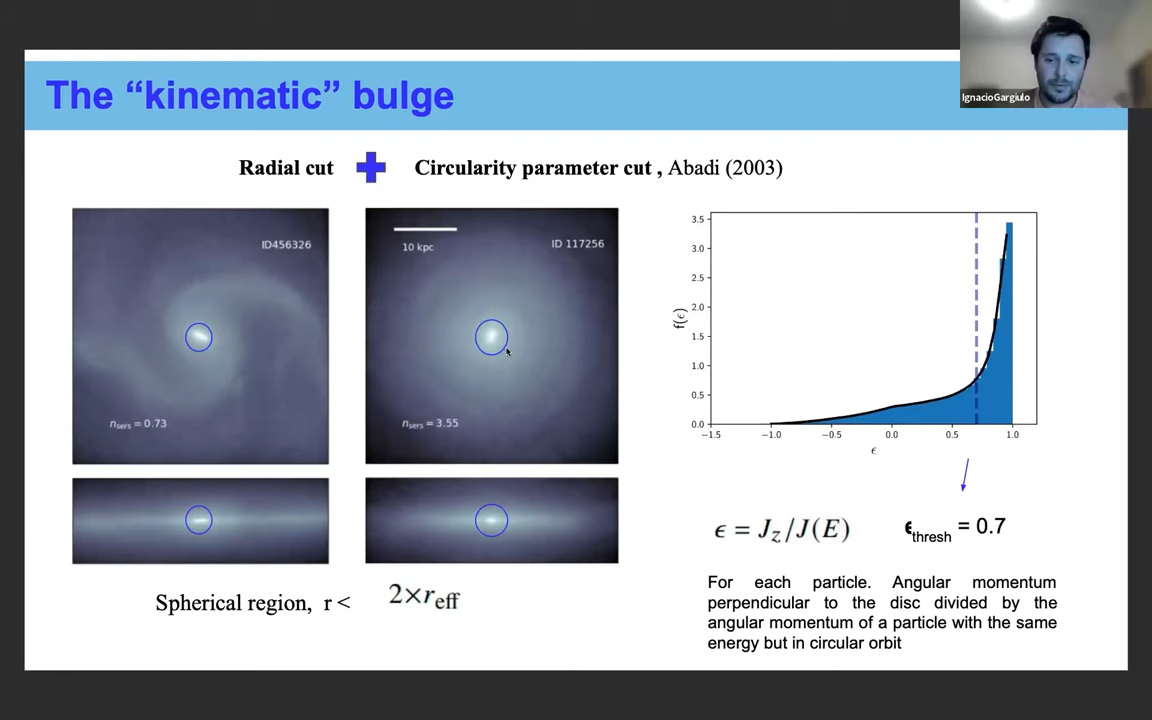 IgnacioGargiulo
The “kinematic” bulge
Radial cut
Circularity parameter cut , Abadi (2003)
ID456326
n_sers = 0.73
10 kpc
ID 117256
n_sers = 3.55
3.5
3.0
2.5
2.0
1.5
1.0
0.5
0.0
f(ϵ)
−1.5 −1.0 −0.5 0.0 0.5 1.0
ϵ
ϵ = J_z/J(E)
ϵ_thresh = 0.7
Spherical region, r < 2×r_eff
For each particle. Angular momentum
perpendicular to the disc divided by the
angular momentum of a particle with the same
energy but in circular orbit